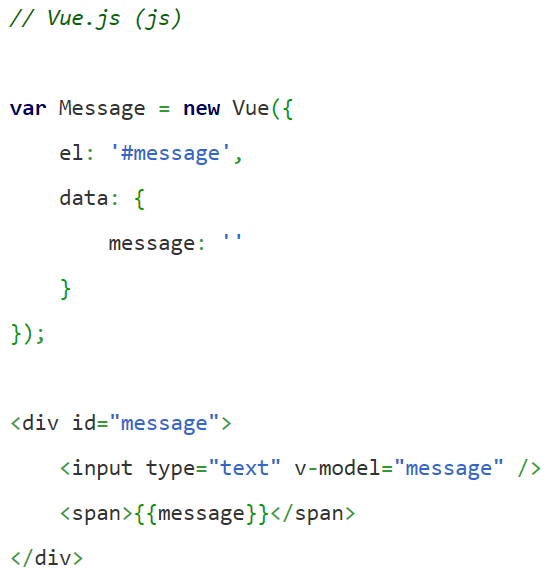 // Vue.js (js)
var Message = new Vue({
    el: '#message',
    data: {
        message: ''
    }
});
<div id="message">
    <input type="text" v-model="message" />
    <span>{{message}}</span>
</div>